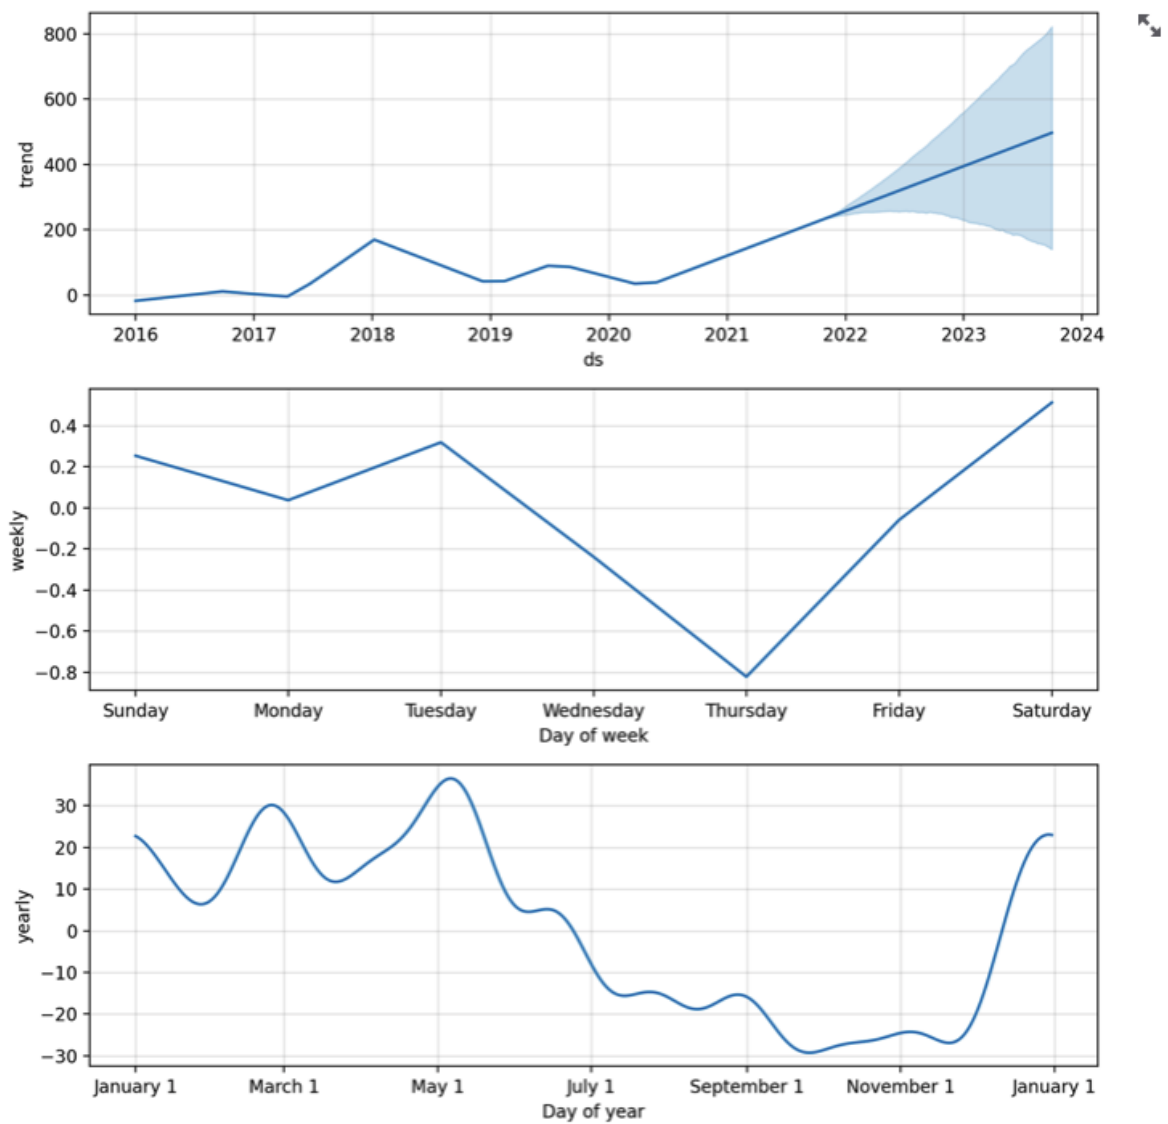 800
600
400
200
0
trend
2016 2017 2018 2019 2020 2021 2022 2023 2024
ds
0.4
0.2
0.0
−0.2
−0.4
−0.6
−0.8
weekly
Sunday Monday Tuesday Wednesday Thursday Friday Saturday
Day of week
30
20
10
0
−10
−20
−30
yearly
January 1 March 1 May 1 July 1 September 1 November 1 January 1
Day of year